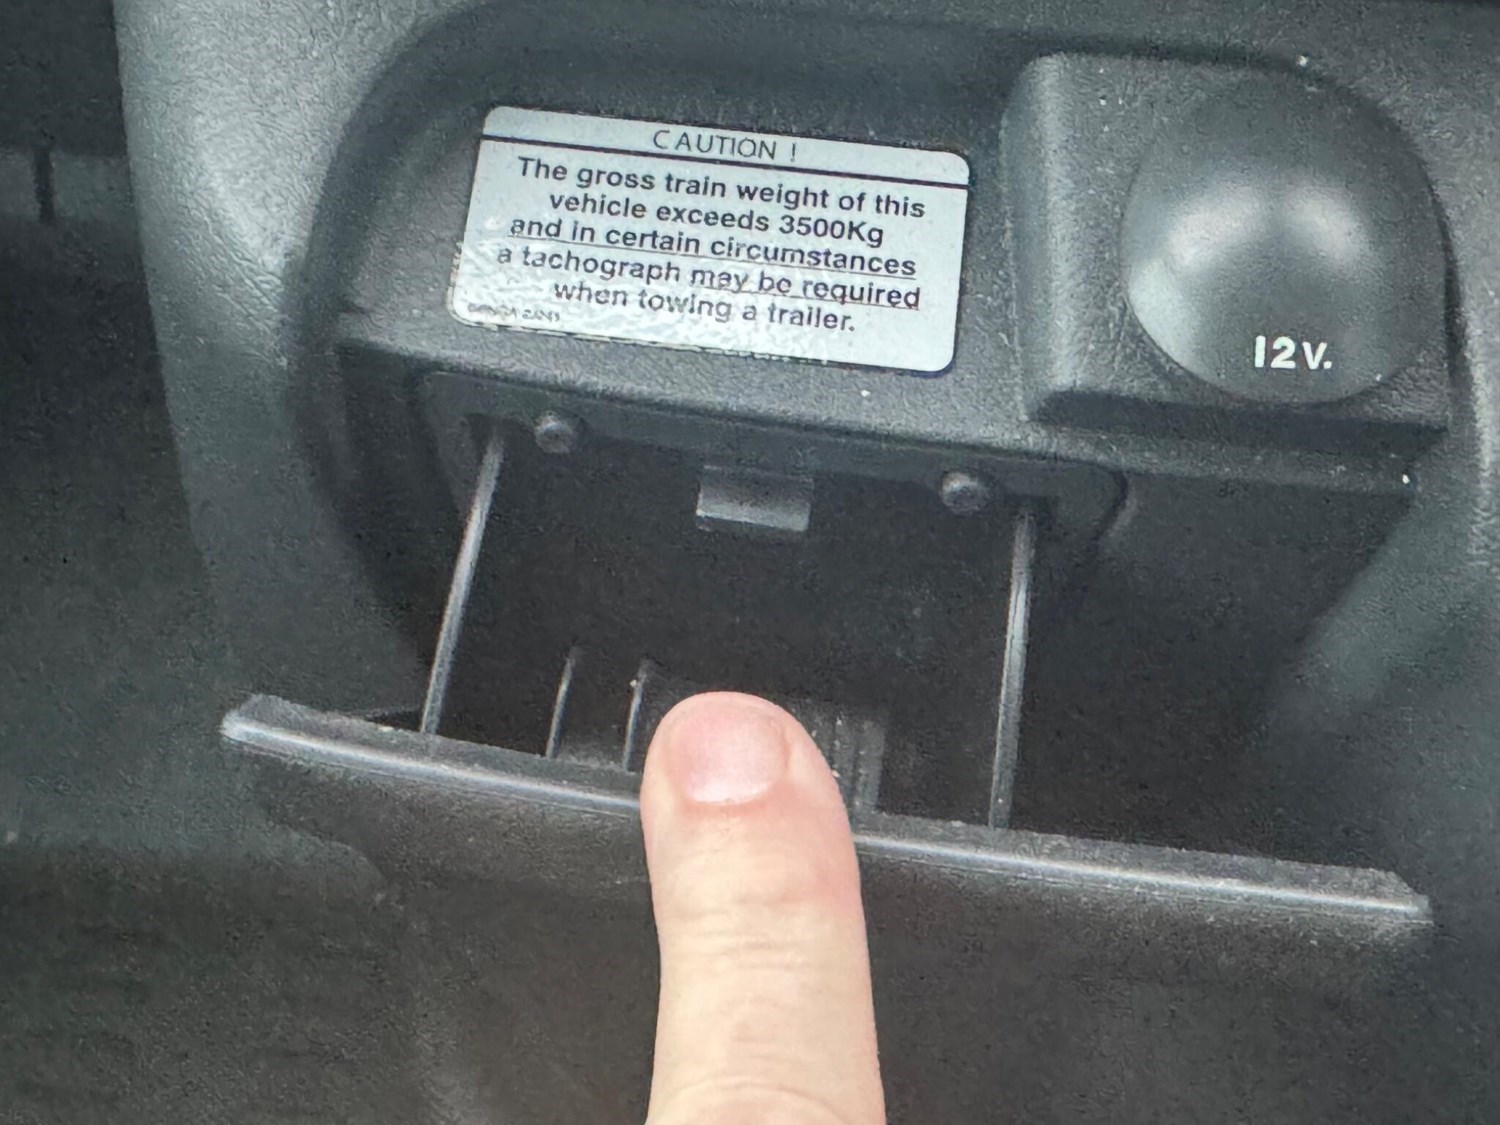 CAUTION !
The gross train weight of this
vehicle exceeds 3500Kg
and in certain circumstances
a tachograph may be required
when towing a trailer.
12V.